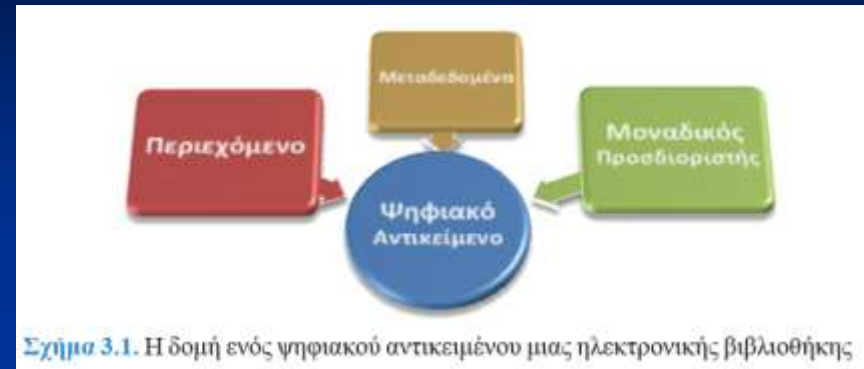 Μεταδεδομένα
Περιεχόμενο
Μοναδικός
Προσδιοριστής
Ψηφιακό
Αντικείμενο
Σχήμα 3.1. Η δομή ενός ψηφιακού αντικειμένου μιας ηλεκτρονικής βιβλιοθήκης